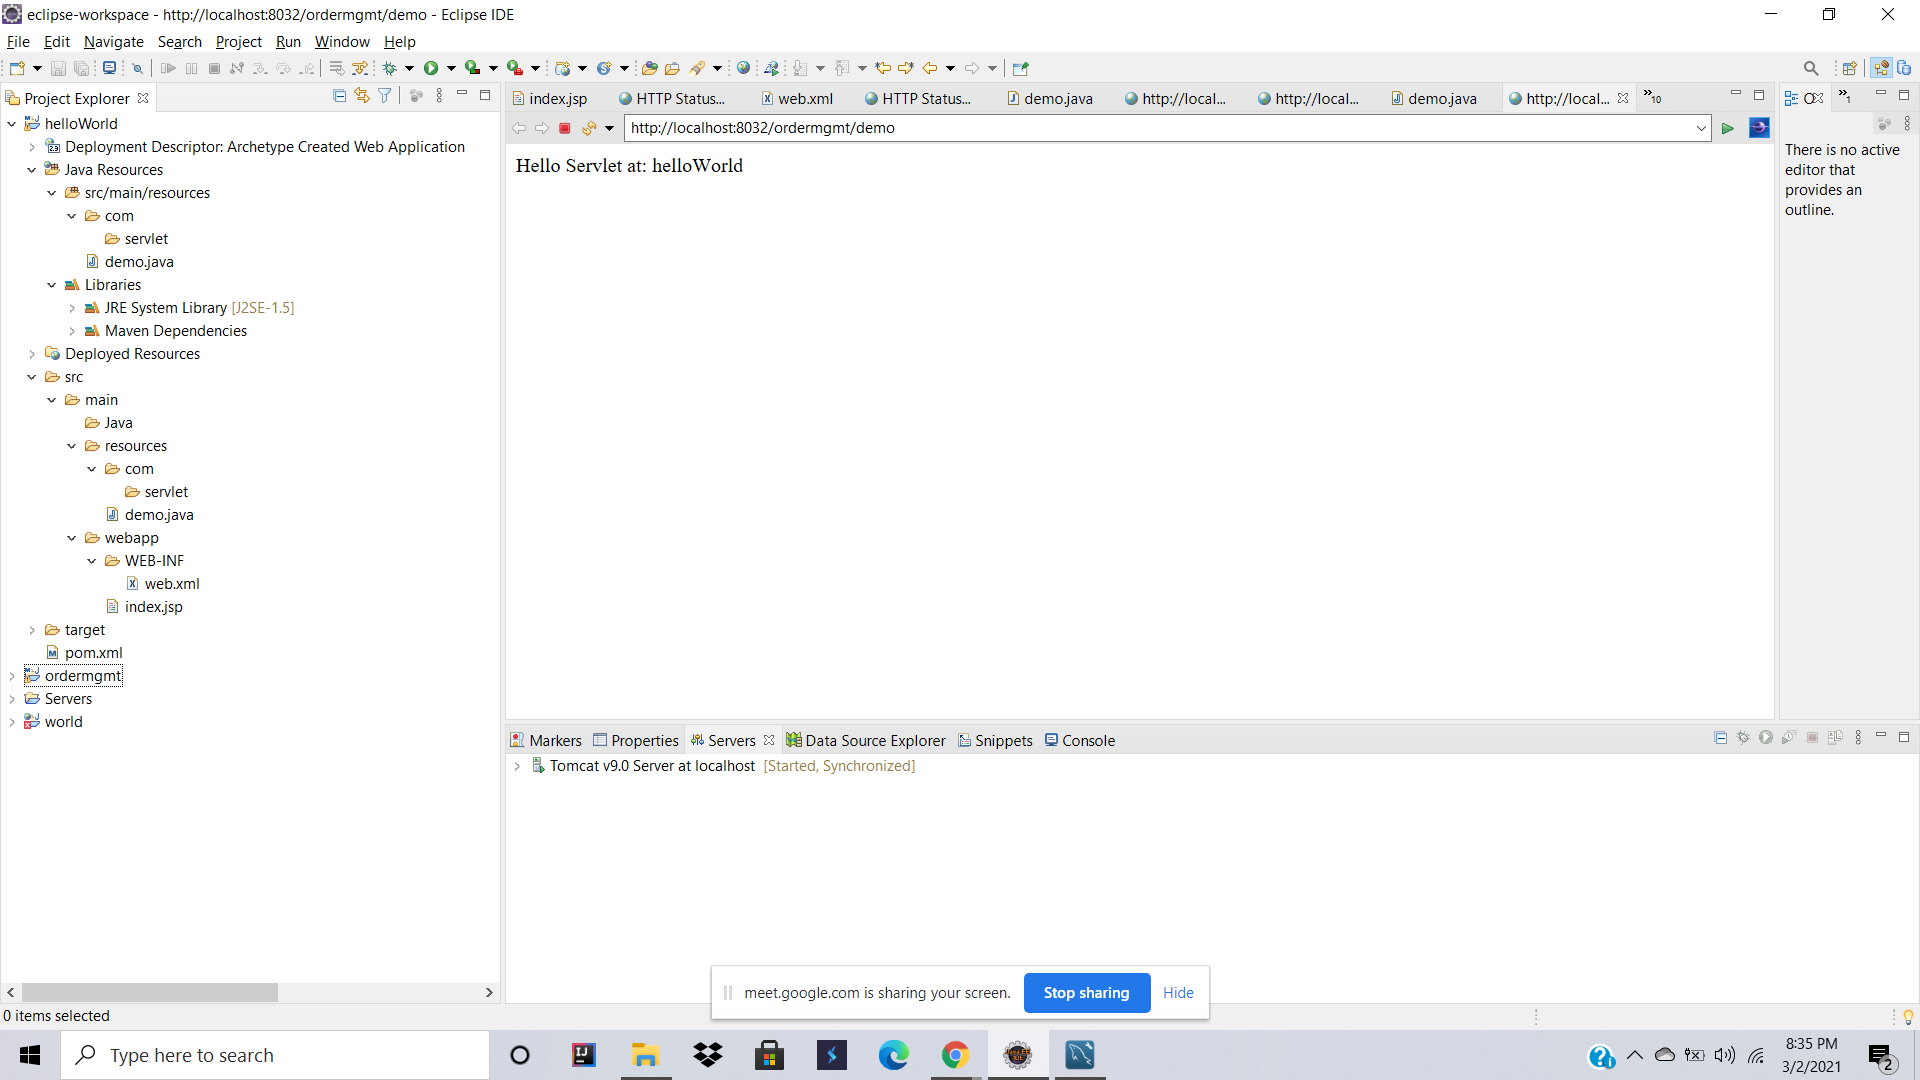 eclipse-workspace - http://localhost:8032/ordermgmt/demo - Eclipse IDE
File Edit Navigate Search Project Run Window Help
Project Explorer
index.jsp HTTP Status... web.xml HTTP Status... demo.java http://local... http://local... demo.java http://local... »10
»1
http://localhost:8032/ordermgmt/demo
Hello Servlet at: helloWorld
There is no active
editor that
provides an
outline.
helloWorld
Deployment Descriptor: Archetype Created Web Application
Java Resources
src/main/resources
com
servlet
demo.java
Libraries
JRE System Library [J2SE-1.5]
Maven Dependencies
Deployed Resources
src
main
Java
resources
com
servlet
demo.java
webapp
WEB-INF
web.xml
index.jsp
target
pom.xml
ordermgmt
Servers
world
Markers Properties Servers Data Source Explorer Snippets Console
Tomcat v9.0 Server at localhost [Started, Synchronized]
meet.google.com is sharing your screen. Stop sharing Hide
0 items selected
Type here to search
8:35 PM
3/2/2021
2